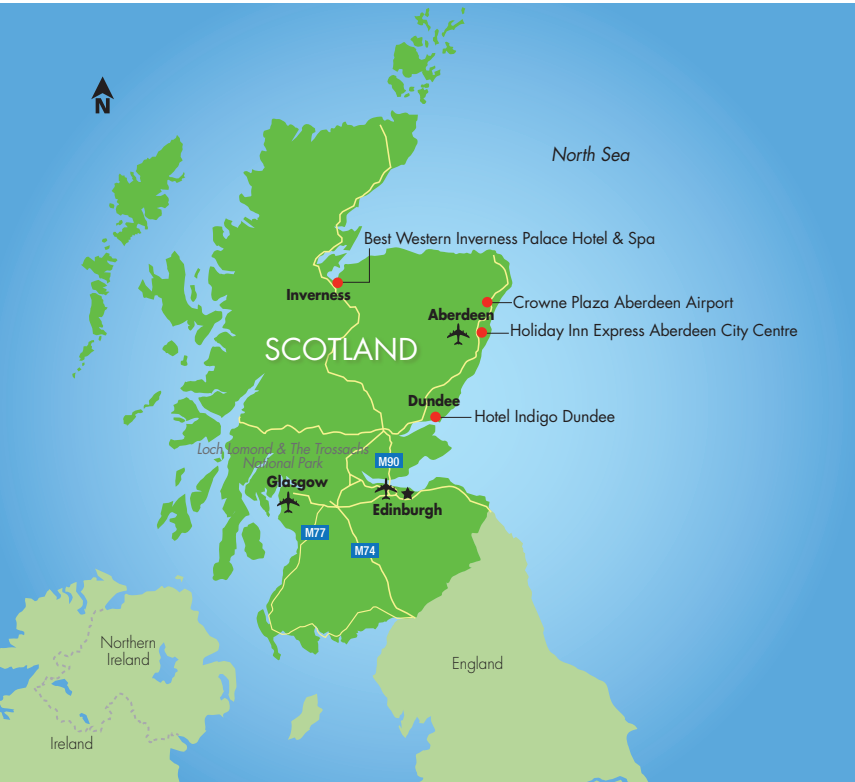 N
North Sea
Best Western Inverness Palace Hotel & Spa
Inverness
Crowne Plaza Aberdeen Airport
Aberdeen
Holiday Inn Express Aberdeen City Centre
SCOTLAND
Dundee
Hotel Indigo Dundee
Loch Lomond & The Trossachs
National Park
M90
Glasgow
Edinburgh
M77
M74
Northern
Ireland
England
Ireland